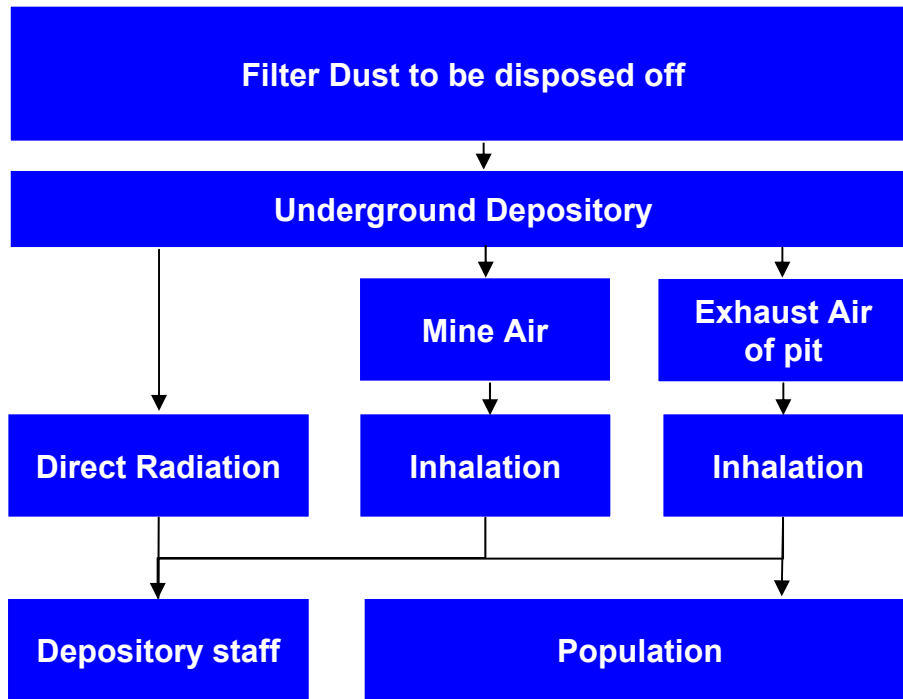 Filter Dust to be disposed off
Underground Depository
Mine Air
Exhaust Air
of pit
Direct Radiation
Inhalation
Inhalation
Depository staff
Population